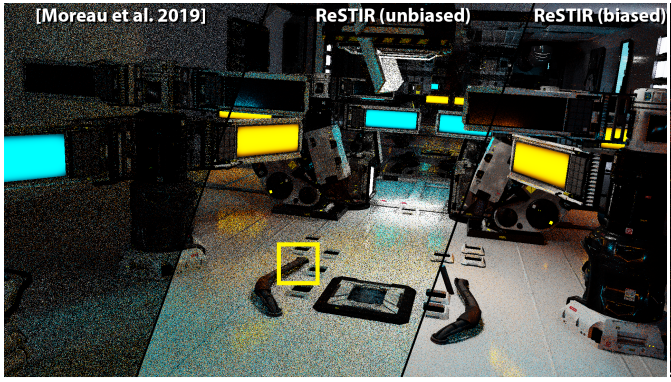 [Moreau et al. 2019]
ReSTIR (unbiased)
ReSTIR (biased)